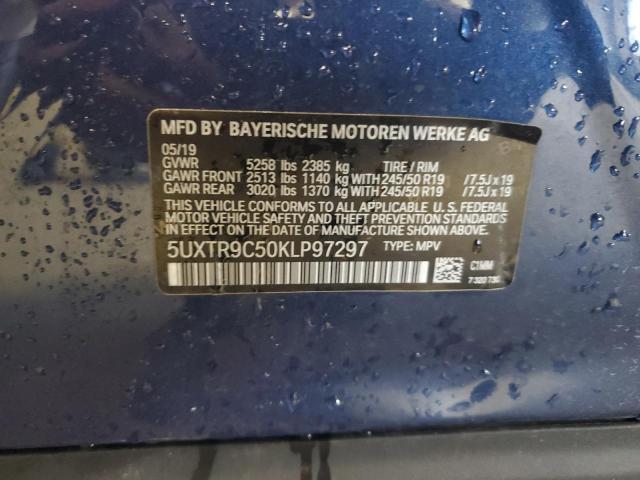 MFD BY BAYERISCHE MOTOREN WERKE AG
05/19
GVWR 5258 lbs 2385 kg TIRE / RIM
GAWR FRONT 2513 lbs 1140 kg WITH 245/50 R19 /7.5J x 19
GAWR REAR 3020 lbs 1370 kg WITH 245/50 R19 /7.5J x 19
THIS VEHICLE CONFORMS TO ALL APPLICABLE U. S. FEDERAL
MOTOR VEHICLE SAFETY AND THEFT PREVENTION STANDARDS
IN EFFECT ON THE DATE OF MANUFACTURE SHOWN ABOVE.
5UXTR9C50KLP97297 TYPE: MPV
C1MM